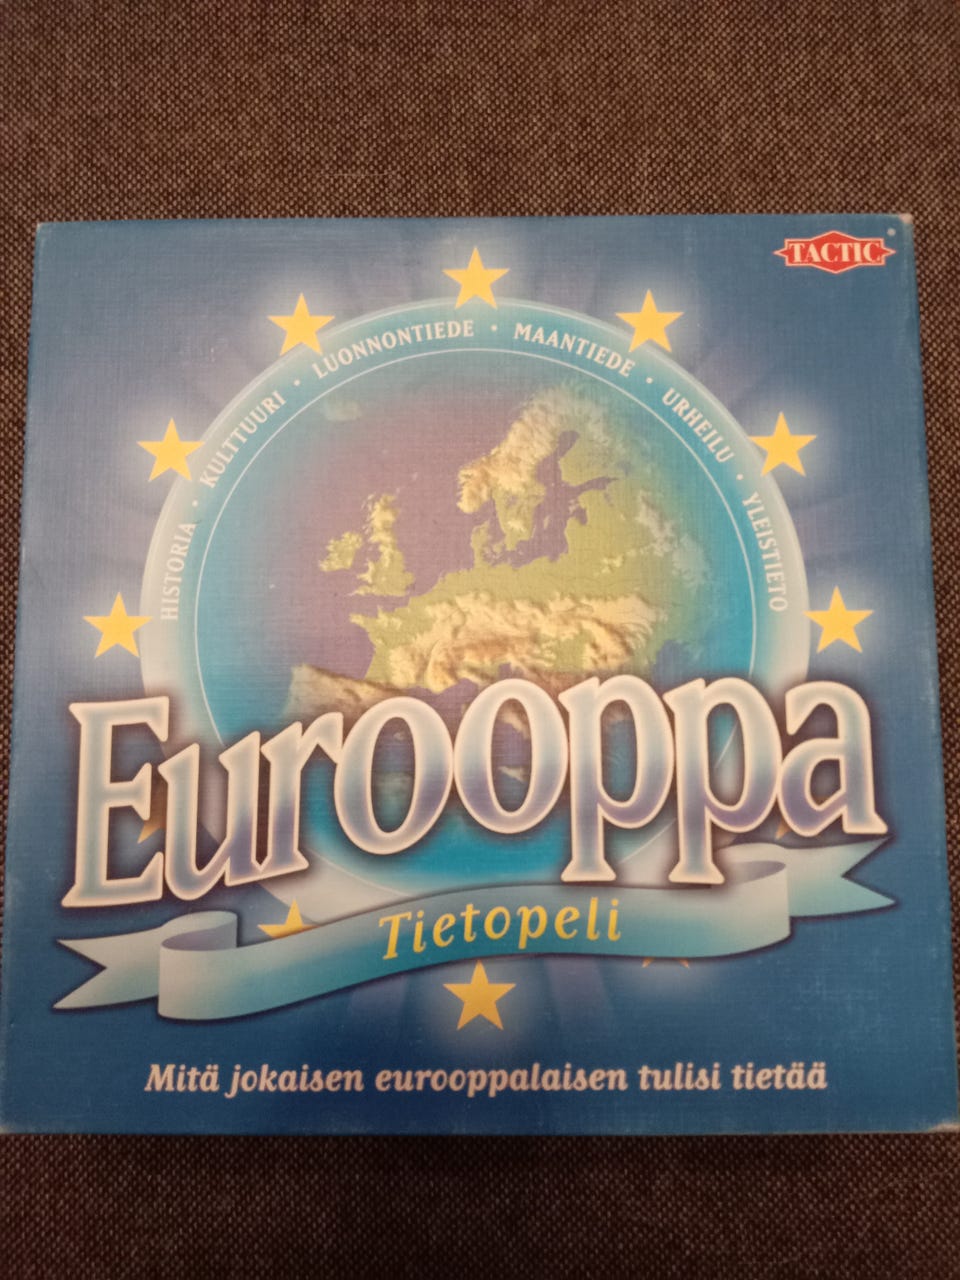 TACTIC
HISTORIA • KULTTUURI • LUONNONTIEDE • MAANTIEDE • URHEILU • YLEISTIETO
Eurooppa
Tietopeli
Mitä jokaisen eurooppalaisen tulisi tietää